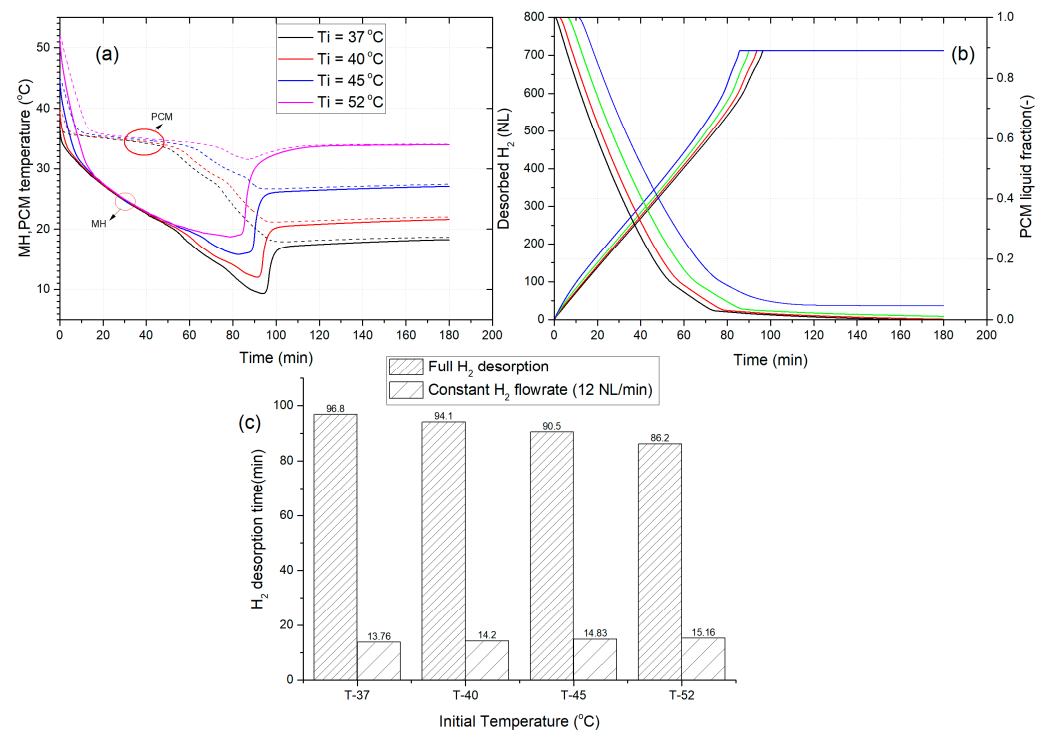 (a)
Ti = 37 °C
Ti = 40 °C
Ti = 45 °C
Ti = 52 °C
PCM
MH
MH,PCM temperature (°C)
50
40
30
20
10
0 20 40 60 80 100 120 140 160 180 200
Time (min)
(b)
Desorbed H2 (NL)
800
700
600
500
400
300
200
100
0
PCM liquid fraction(-)
1.0
0.8
0.6
0.4
0.2
0.0
0 20 40 60 80 100 120 140 160 180 200
Time (min)
Full H2 desorption
Constant H2 flowrate (12 NL/min)
(c)
H2 desorption time(min)
100
80
60
40
20
0
96.8 94.1 90.5 86.2
13.76 14.2 14.83 15.16
T-37 T-40 T-45 T-52
Initial Temperature (°C)